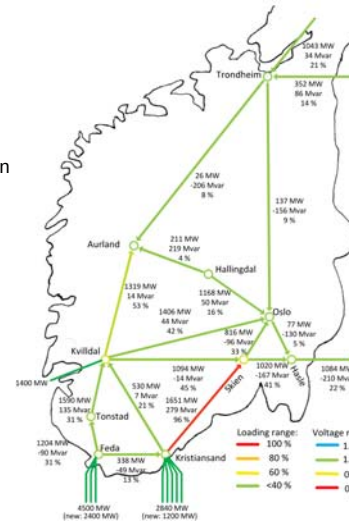 1043 MW
34 Mvar
21 %
Trondheim
352 MW
86 Mvar
14 %
n
26 MW
-206 Mvar
8 %
137 MW
-156 Mvar
9 %
Aurland
211 MW
219 Mvar
4 %
Hallingdal
1319 MW
14 Mvar
53 %
1168 MW
50 Mvar
16 %
1406 MW
44 Mvar
42 %
Oslo
816 MW
-96 Mvar
33 %
77 MW
-130 Mvar
5 %
Kvilldal
1400 MW
1094 MW
-14 Mvar
45 %
Skien
1020 MW
-167 Mvar
41 %
Hasle
1084 MW
-210 Mvar
22 %
530 MW
7 Mvar
21 %
1651 MW
279 Mvar
96 %
1590 MW
135 Mvar
31 %
Tonstad
1204 MW
-90 Mvar
31 %
Feda
338 MW
-49 Mvar
13 %
Kristiansand
4500 MW
(new: 2400 MW)
2840 MW
(new: 1200 MW)
Loading range:
100 %
80 %
60 %
<40 %
Voltage r
1
1
0
0